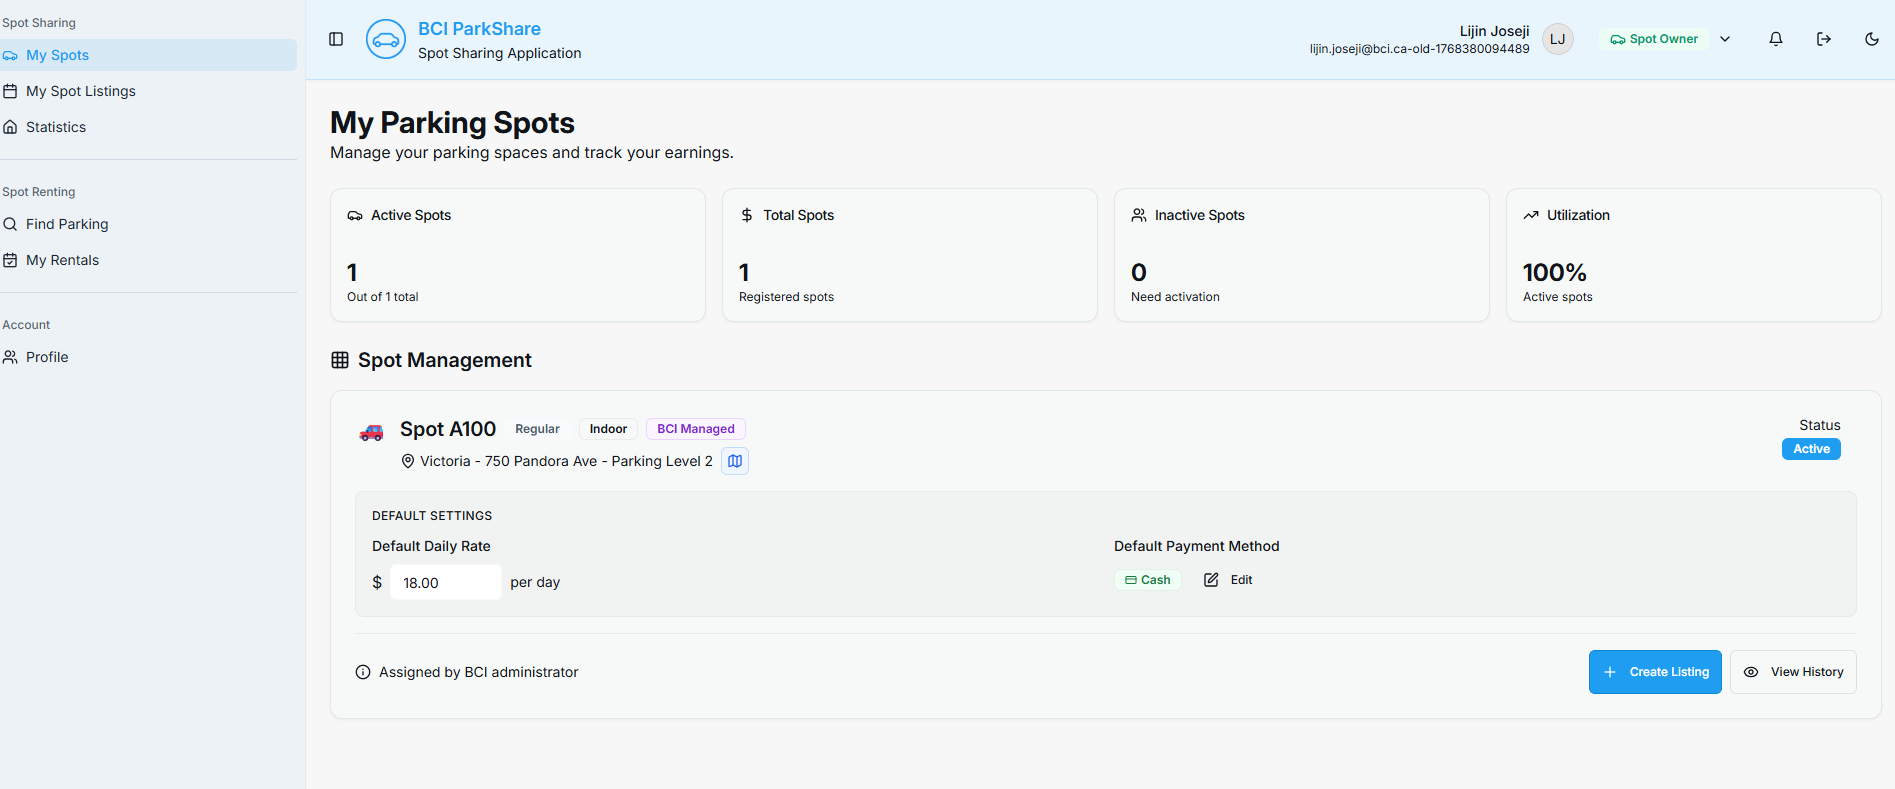 Spot Sharing
My Spots
My Spot Listings
Statistics
Spot Renting
Find Parking
My Rentals
Account
Profile
BCI ParkShare
Spot Sharing Application
Lijin Joseji
lijin.joseji@bci.ca-old-1768380094489
LJ
Spot Owner
My Parking Spots
Manage your parking spaces and track your earnings.
Active Spots
1
Out of 1 total
Total Spots
1
Registered spots
Inactive Spots
0
Need activation
Utilization
100%
Active spots
Spot Management
Spot A100 Regular Indoor BCI Managed
Victoria - 750 Pandora Ave - Parking Level 2
Status
Active
DEFAULT SETTINGS
Default Daily Rate
$ 18.00 per day
Default Payment Method
Cash Edit
Assigned by BCI administrator
Create Listing
View History